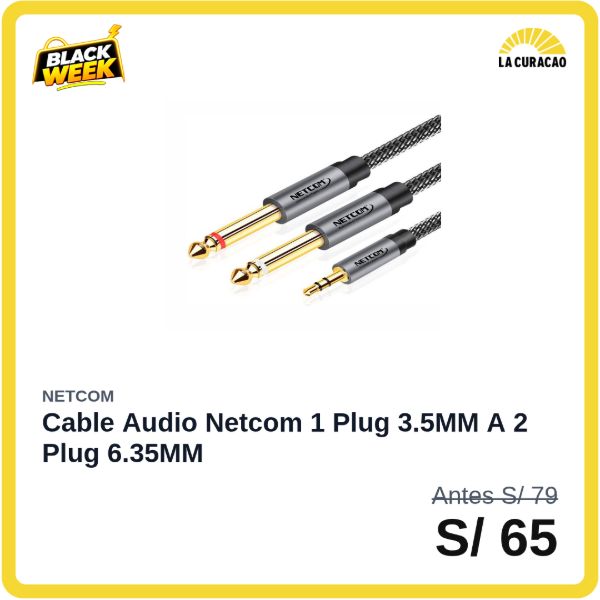 BLACK
WEEK
LA CURACAO
NETCOM
NETCOM
NETCOM
NETCOM
Cable Audio Netcom 1 Plug 3.5MM A 2
Plug 6.35MM
Antes S/ 79
S/ 65